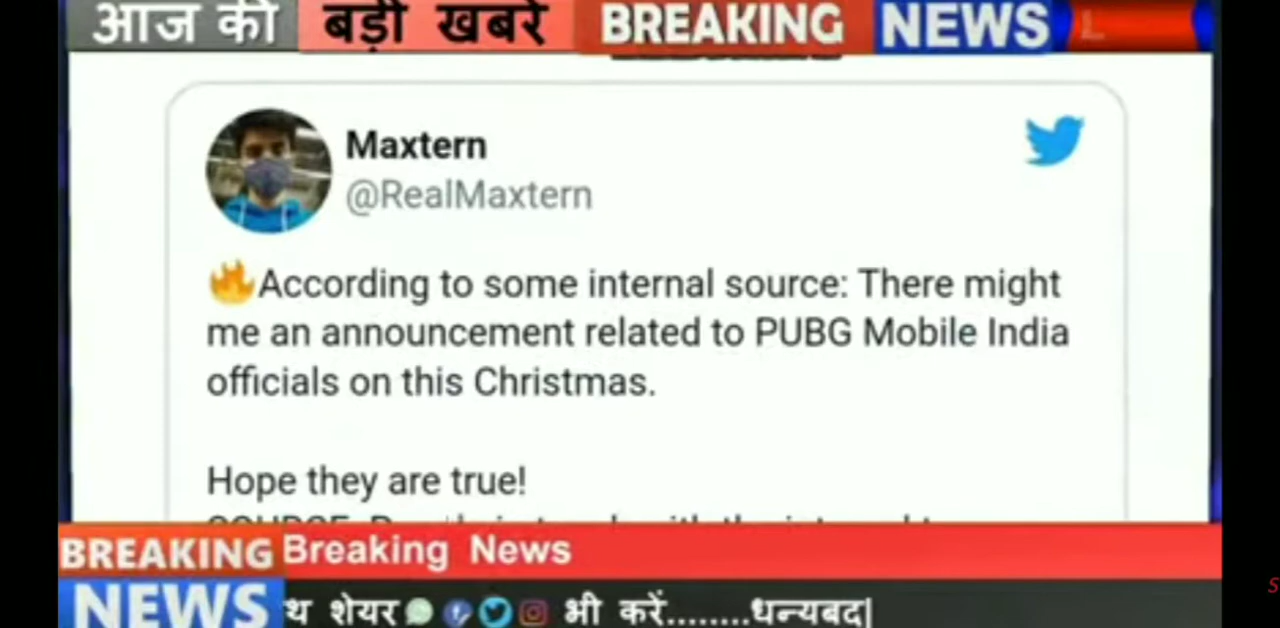 आज की बड़ी खबरे BREAKING NEWS L
Maxtern
@RealMaxtern
🔥According to some internal source: There might
me an announcement related to PUBG Mobile India
officials on this Christmas.
Hope they are true!
BREAKING Breaking News
NEWS थ शेयर भी करें........धन्यबद|
S